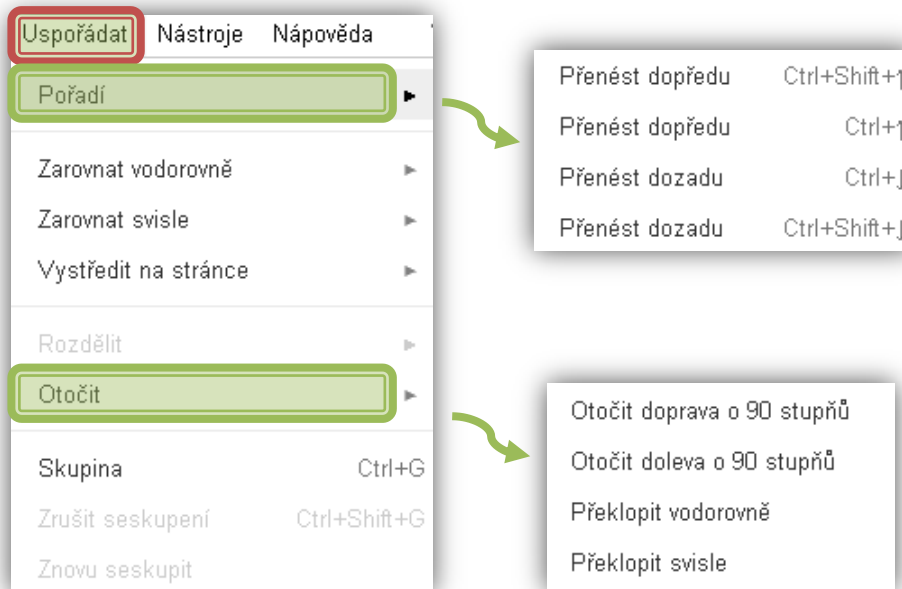 Uspořádat Nástroje Nápověda
Pořadí
Zarovnat vodorovně
Zarovnat svisle
Vystředit na stránce
Rozdělit
Otočit
Skupina Ctrl+G
Zrušit seskupení Ctrl+Shift+G
Znovu seskupit
Přenést dopředu Ctrl+Shift+↑
Přenést dopředu Ctrl+↑
Přenést dozadu Ctrl+↓
Přenést dozadu Ctrl+Shift+↓
Otočit doprava o 90 stupňů
Otočit doleva o 90 stupňů
Překlopit vodorovně
Překlopit svisle